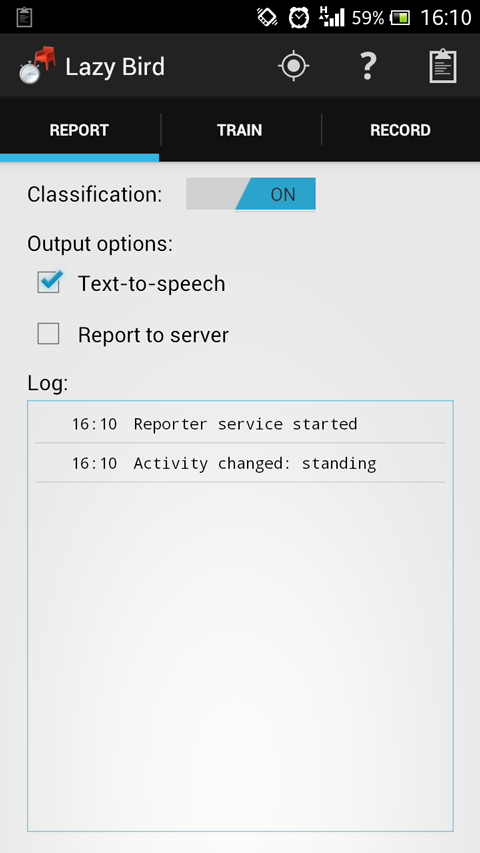 H 59% 16:10
Lazy Bird ?
REPORT TRAIN RECORD
Classification: ON
Output options:
Text-to-speech
Report to server
Log:
16:10 Reporter service started
16:10 Activity changed: standing